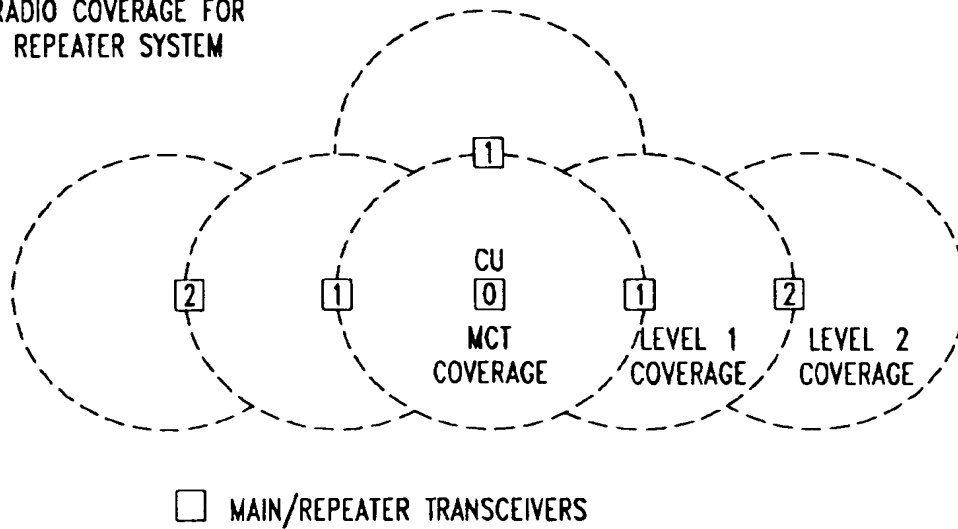 RADIO COVERAGE FOR
REPEATER SYSTEM
1
CU
2 1 0 1 2
MCT LEVEL 1 LEVEL 2
COVERAGE COVERAGE COVERAGE
MAIN/REPEATER TRANSCEIVERS